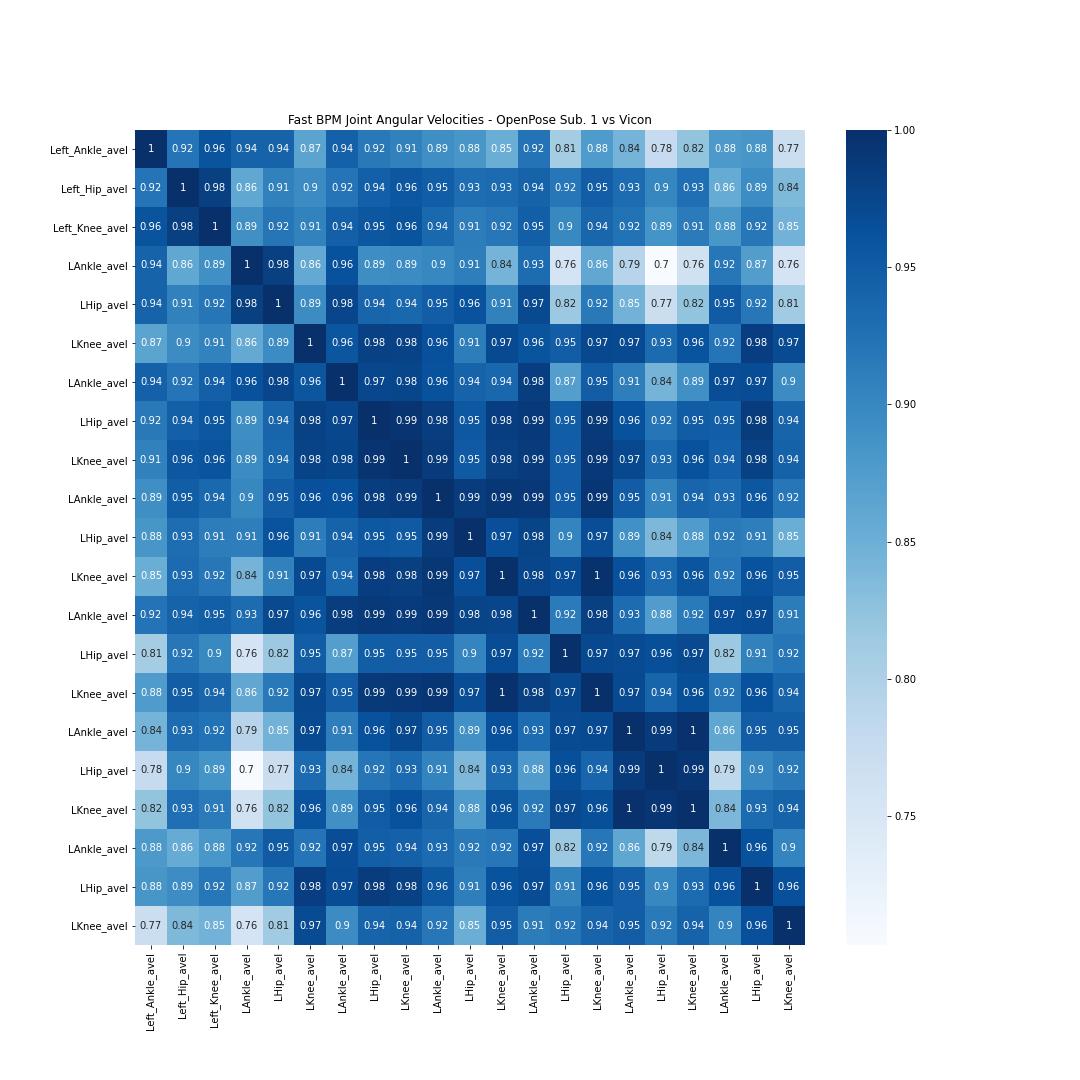 Fast BPM Joint Angular Velocities - OpenPose Sub. 1 vs Vicon
Left_Ankle_avel 1 0.92 0.96 0.94 0.94 0.87 0.94 0.92 0.91 0.89 0.88 0.85 0.92 0.81 0.88 0.84 0.78 0.82 0.88 0.88 0.77
Left_Hip_avel 0.92 1 0.98 0.86 0.91 0.9 0.92 0.94 0.96 0.95 0.93 0.93 0.94 0.92 0.95 0.93 0.9 0.93 0.86 0.89 0.84
Left_Knee_avel 0.96 0.98 1 0.89 0.92 0.91 0.94 0.95 0.96 0.94 0.91 0.92 0.95 0.9 0.94 0.92 0.89 0.91 0.88 0.92 0.85
LAnkle_avel 0.94 0.86 0.89 1 0.98 0.86 0.96 0.89 0.89 0.9 0.91 0.84 0.93 0.76 0.86 0.79 0.7 0.76 0.92 0.87 0.76
LHip_avel 0.94 0.91 0.92 0.98 1 0.89 0.98 0.94 0.94 0.95 0.96 0.91 0.97 0.82 0.92 0.85 0.77 0.82 0.95 0.92 0.81
LKnee_avel 0.87 0.9 0.91 0.86 0.89 1 0.96 0.98 0.98 0.96 0.91 0.97 0.96 0.95 0.97 0.97 0.93 0.96 0.92 0.98 0.97
LAnkle_avel 0.94 0.92 0.94 0.96 0.98 0.96 1 0.97 0.98 0.96 0.94 0.94 0.98 0.87 0.95 0.91 0.84 0.89 0.97 0.97 0.9
LHip_avel 0.92 0.94 0.95 0.89 0.94 0.98 0.97 1 0.99 0.98 0.95 0.98 0.99 0.95 0.99 0.96 0.92 0.95 0.95 0.98 0.94
LKnee_avel 0.91 0.96 0.96 0.89 0.94 0.98 0.98 0.99 1 0.99 0.95 0.98 0.99 0.95 0.99 0.97 0.93 0.96 0.94 0.98 0.94
LAnkle_avel 0.89 0.95 0.94 0.9 0.95 0.96 0.96 0.98 0.99 1 0.99 0.99 0.99 0.95 0.99 0.95 0.91 0.94 0.93 0.96 0.92
LHip_avel 0.88 0.93 0.91 0.91 0.96 0.91 0.94 0.95 0.95 0.99 1 0.97 0.98 0.9 0.97 0.89 0.84 0.88 0.92 0.91 0.85
LKnee_avel 0.85 0.93 0.92 0.84 0.91 0.97 0.94 0.98 0.98 0.99 0.97 1 0.98 0.97 1 0.96 0.93 0.96 0.92 0.96 0.95
LAnkle_avel 0.92 0.94 0.95 0.93 0.97 0.96 0.98 0.99 0.99 0.99 0.98 0.98 1 0.92 0.98 0.93 0.88 0.92 0.97 0.97 0.91
LHip_avel 0.81 0.92 0.9 0.76 0.82 0.95 0.87 0.95 0.95 0.95 0.9 0.97 0.92 1 0.97 0.97 0.96 0.97 0.82 0.91 0.92
LKnee_avel 0.88 0.95 0.94 0.86 0.92 0.97 0.95 0.99 0.99 0.99 0.97 1 0.98 0.97 1 0.97 0.94 0.96 0.92 0.96 0.94
LAnkle_avel 0.84 0.93 0.92 0.79 0.85 0.97 0.91 0.96 0.97 0.95 0.89 0.96 0.93 0.97 0.97 1 0.99 1 0.86 0.95 0.95
LHip_avel 0.78 0.9 0.89 0.7 0.77 0.93 0.84 0.92 0.93 0.91 0.84 0.93 0.88 0.96 0.94 0.99 1 0.99 0.79 0.9 0.92
LKnee_avel 0.82 0.93 0.91 0.76 0.82 0.96 0.89 0.95 0.96 0.94 0.88 0.96 0.92 0.97 0.96 1 0.99 1 0.84 0.93 0.94
LAnkle_avel 0.88 0.86 0.88 0.92 0.95 0.92 0.97 0.95 0.94 0.93 0.92 0.92 0.97 0.82 0.92 0.86 0.79 0.84 1 0.96 0.9
LHip_avel 0.88 0.89 0.92 0.87 0.92 0.98 0.97 0.98 0.98 0.96 0.91 0.96 0.97 0.91 0.96 0.95 0.9 0.93 0.96 1 0.96
LKnee_avel 0.77 0.84 0.85 0.76 0.81 0.97 0.9 0.94 0.94 0.92 0.85 0.95 0.91 0.92 0.94 0.95 0.92 0.94 0.9 0.96 1
Left_Ankle_avel
Left_Hip_avel
Left_Knee_avel
LAnkle_avel
LHip_avel
LKnee_avel
LAnkle_avel
LHip_avel
LKnee_avel
LAnkle_avel
LHip_avel
LKnee_avel
LAnkle_avel
LHip_avel
LKnee_avel
LAnkle_avel
LHip_avel
LKnee_avel
LAnkle_avel
LHip_avel
LKnee_avel
1.00
0.95
0.90
0.85
0.80
0.75